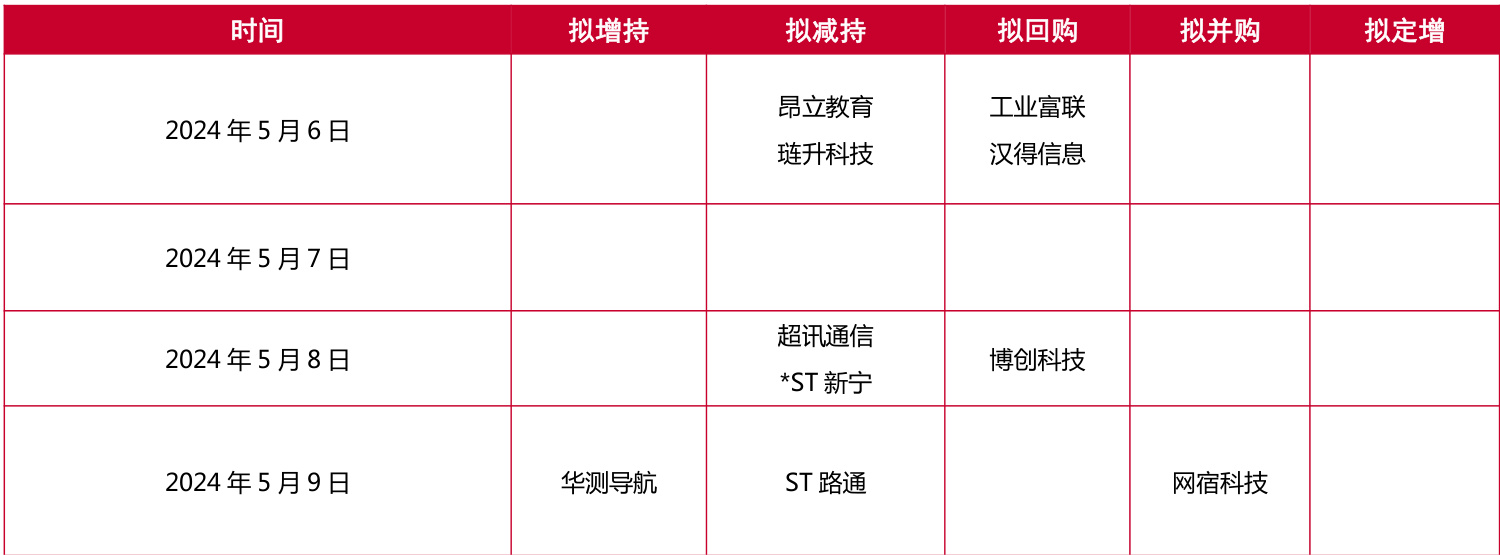 时间 拟增持 拟减持 拟回购 拟并购 拟定增
2024 年 5 月 6 日
昂立教育 工业富联
琏升科技 汉得信息
2024 年 5 月 7 日
超讯通信
2024 年 5 月 8 日 博创科技
*ST 新宁
2024 年 5 月 9 日 华测导航 ST 路通 网宿科技